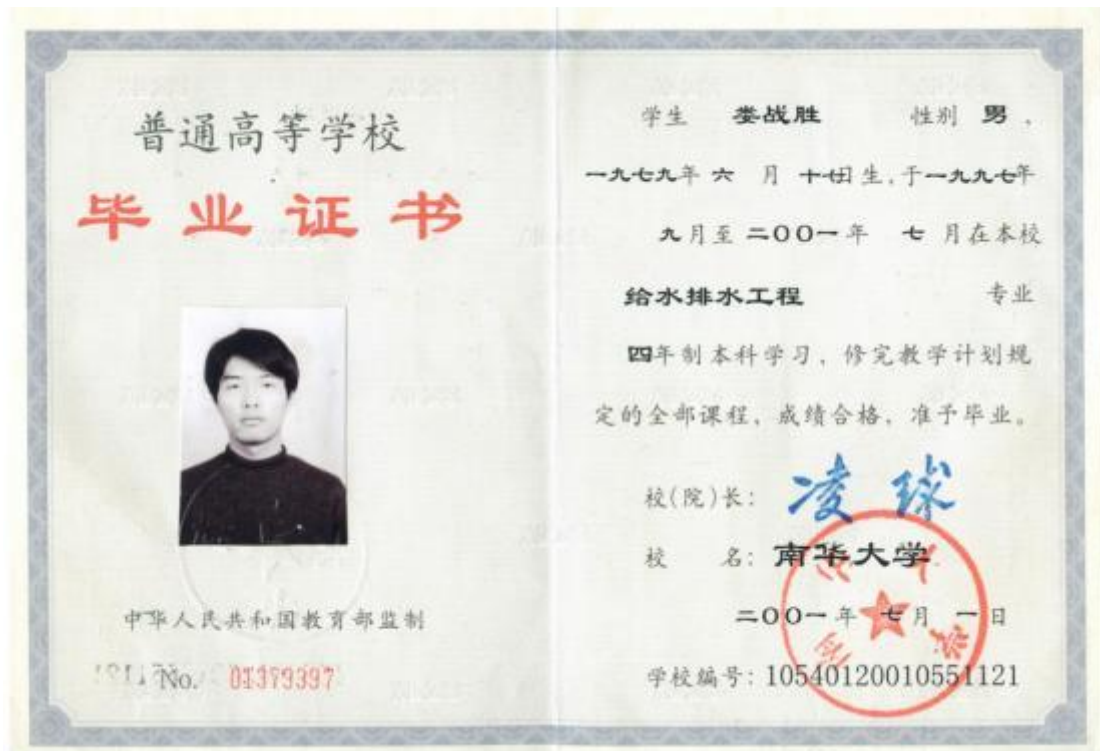 普通高等学校
毕业证书
中华人民共和国教育部监制
No. 01379397
学生 娄战胜 性别 男 ,
一九七九年 六 月 十七日生,于一九九七年
九月至 二〇〇一年 七 月在本校
给水排水工程 专业
四年制本科学习，修完教学计划规
定的全部课程，成绩合格，准予毕业。
校(院)长: 凌球
校 名: 南华大学
二〇〇一年 七月 一日
学校编号: 10540120010551121